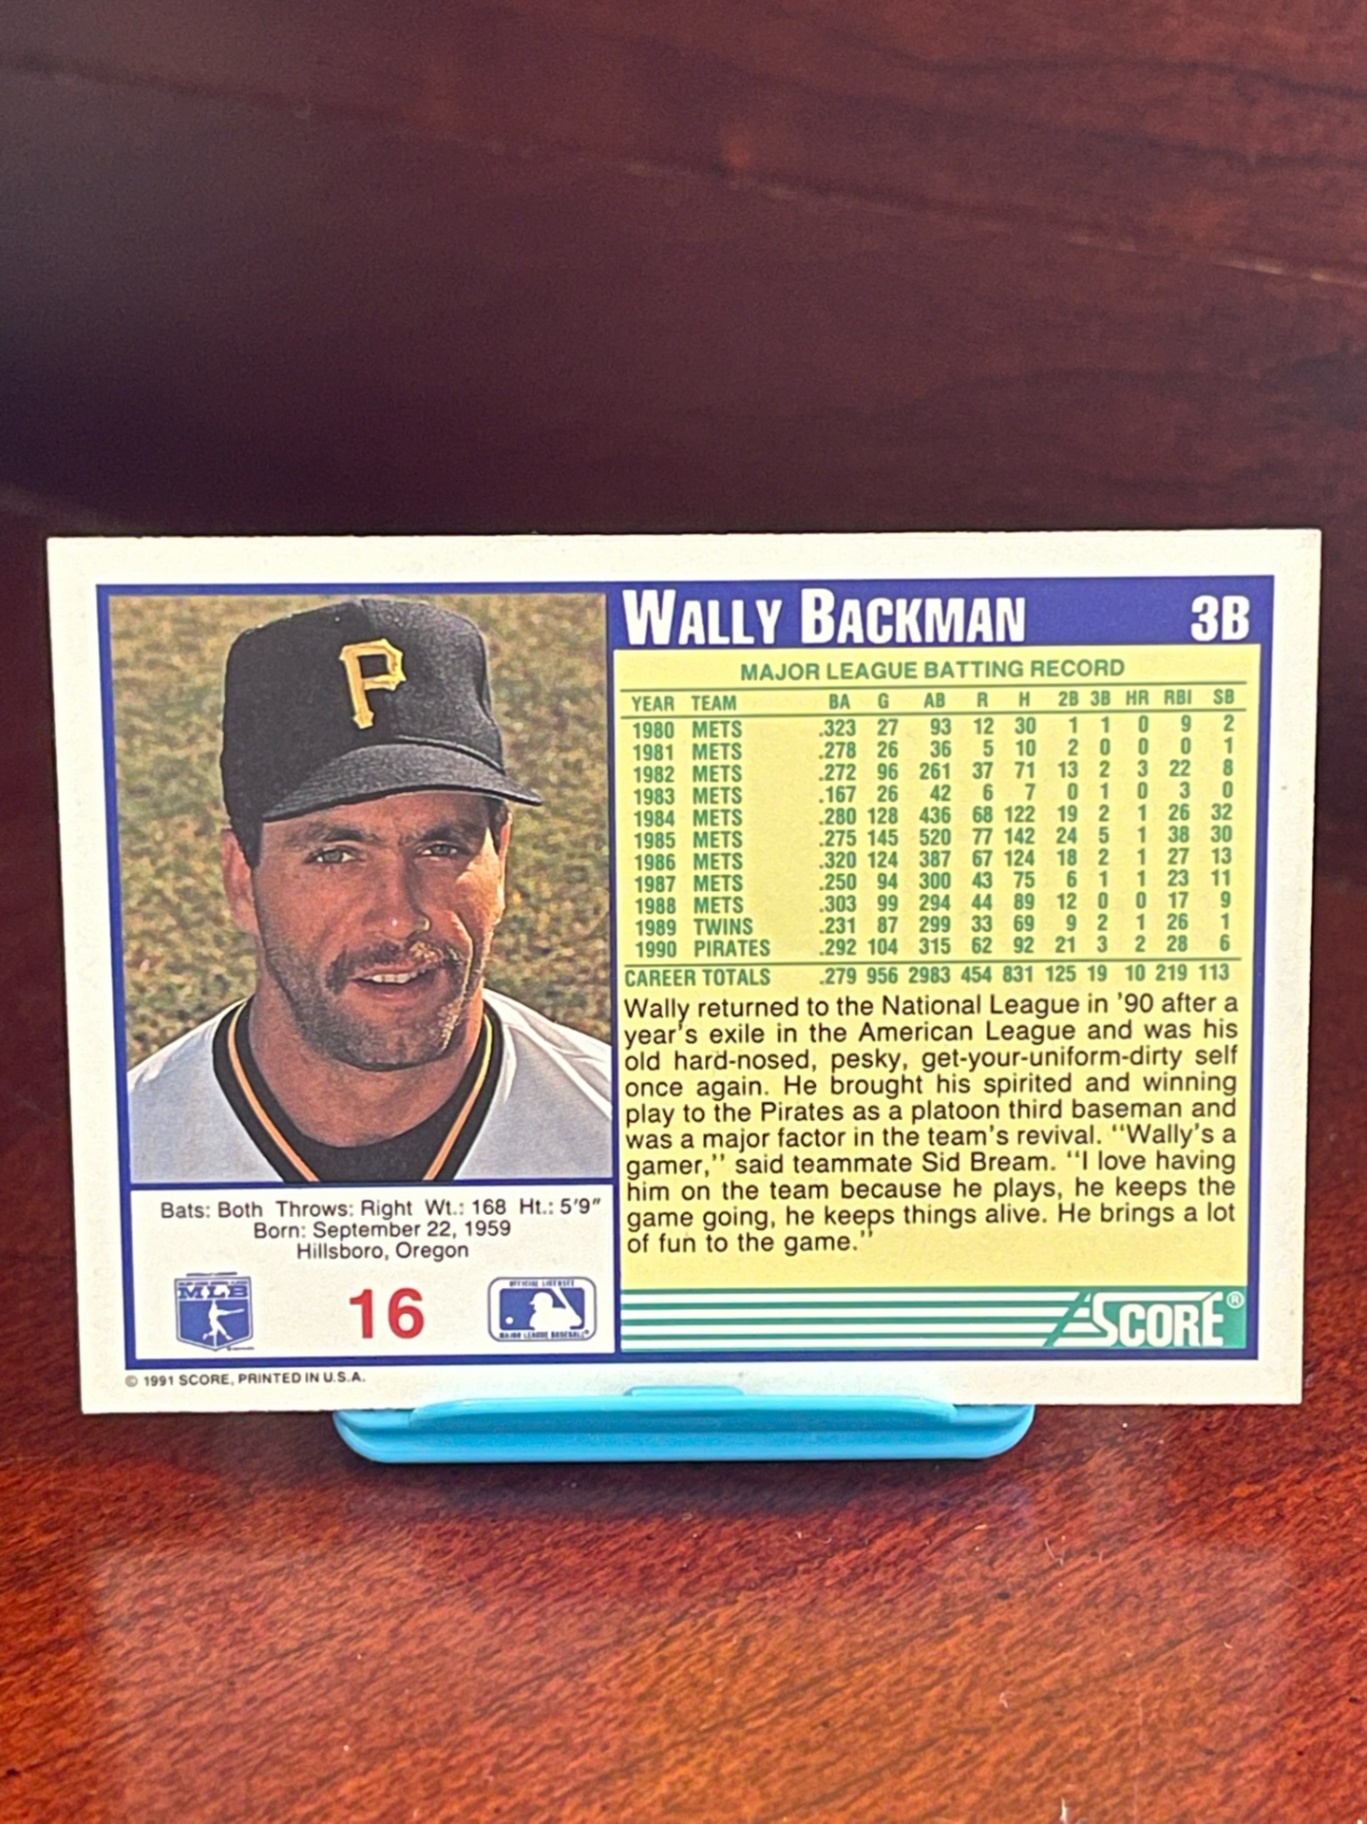 WALLY BACKMAN 3B
MAJOR LEAGUE BATTING RECORD
YEAR TEAM BA G AB R H 2B 3B HR RBI SB
1980 METS .323 27 93 12 30 1 1 0 9 2
1981 METS .278 26 36 5 10 2 0 0 0 1
1982 METS .272 96 261 37 71 13 2 3 22 8
1983 METS .167 26 42 6 7 0 1 0 3 0
1984 METS .280 128 436 68 122 19 2 1 26 32
1985 METS .275 145 520 77 142 24 5 1 38 30
1986 METS .320 124 387 67 124 18 2 1 27 13
1987 METS .250 94 300 43 75 6 1 1 23 11
1988 METS .303 99 294 44 89 12 0 0 17 9
1989 TWINS .231 87 299 33 69 9 2 1 26 1
1990 PIRATES .292 104 315 62 92 21 3 2 28 6
CAREER TOTALS .279 956 2983 454 831 125 19 10 219 113
Wally returned to the National League in '90 after a
year's exile in the American League and was his
old hard-nosed, pesky, get-your-uniform-dirty self
once again. He brought his spirited and winning
play to the Pirates as a platoon third baseman and
was a major factor in the team's revival. "Wally's a
gamer," said teammate Sid Bream. "I love having
him on the team because he plays, he keeps the
game going, he keeps things alive. He brings a lot
of fun to the game."
SCORE®
P
Bats: Both Throws: Right Wt.: 168 Ht.: 5'9"
Born: September 22, 1959
Hillsboro, Oregon
MLB
16
OFFICIAL LICENSEE
MAJOR LEAGUE BASEBALL
© 1991 SCORE, PRINTED IN U.S.A.